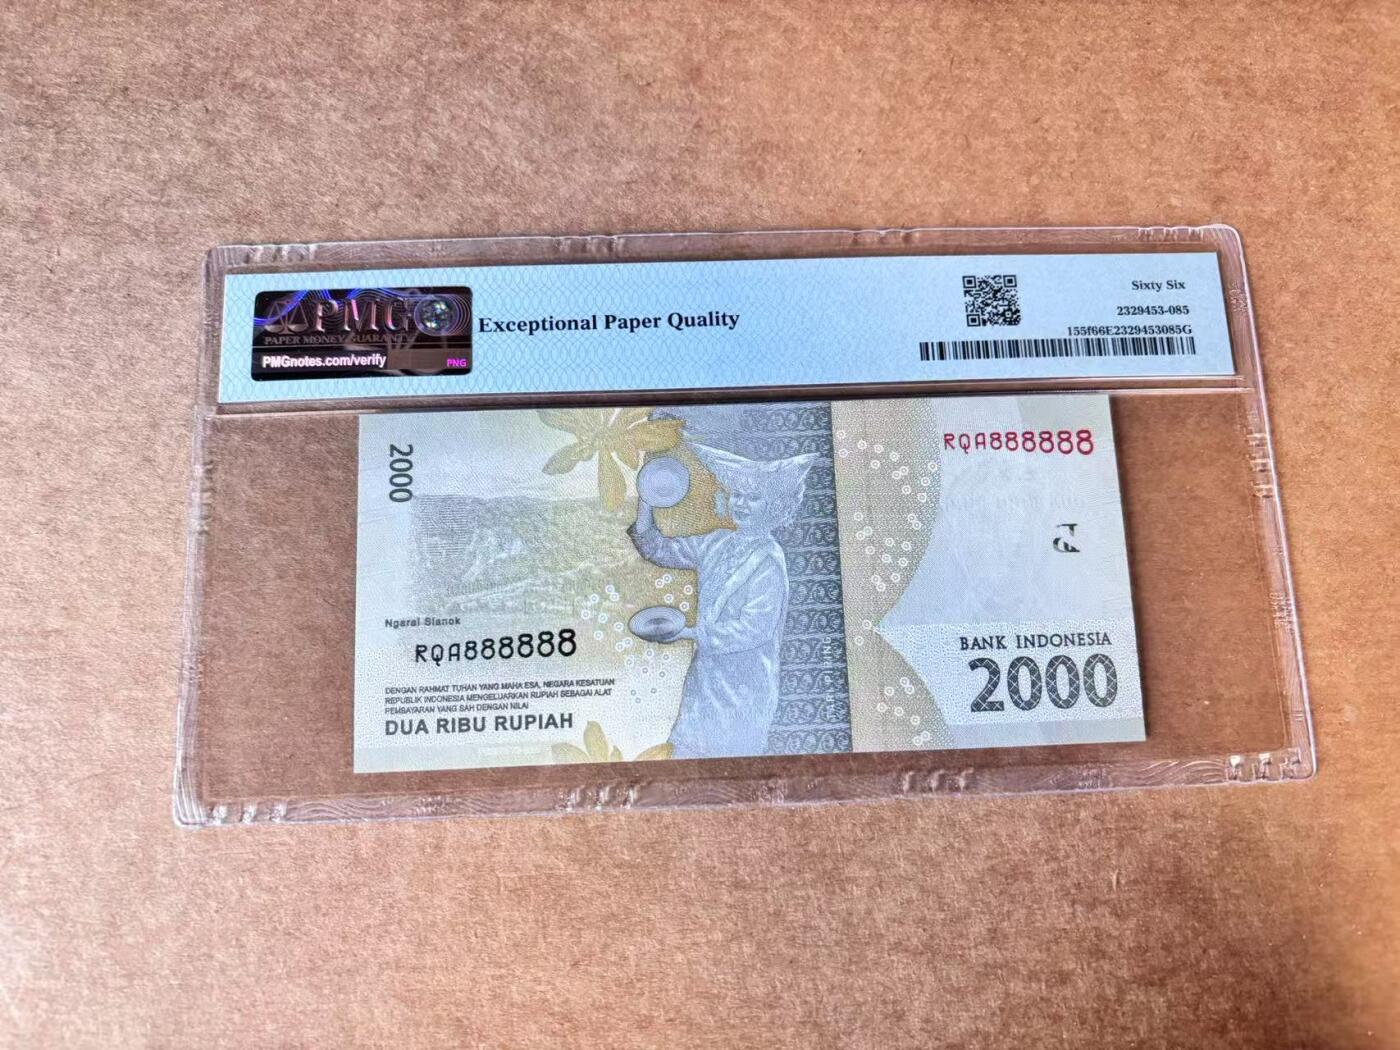 PMG
PAPER MONEY GUARANTY
PMGnotes.com/verify
PNG
Exceptional Paper Quality
Sixty Six
2329453-085
155f66E2329453085G
2000
RQA888888
Ngarai Sianok
RQA888888
DENGAN RAHMAT TUHAN YANG MAHA ESA, NEGARA KESATUAN
REPUBLIK INDONESIA MENGELUARKAN RUPIAH SEBAGAI ALAT
PEMBAYARAN YANG SAH DENGAN NILAI
DUA RIBU RUPIAH
BANK INDONESIA
2000